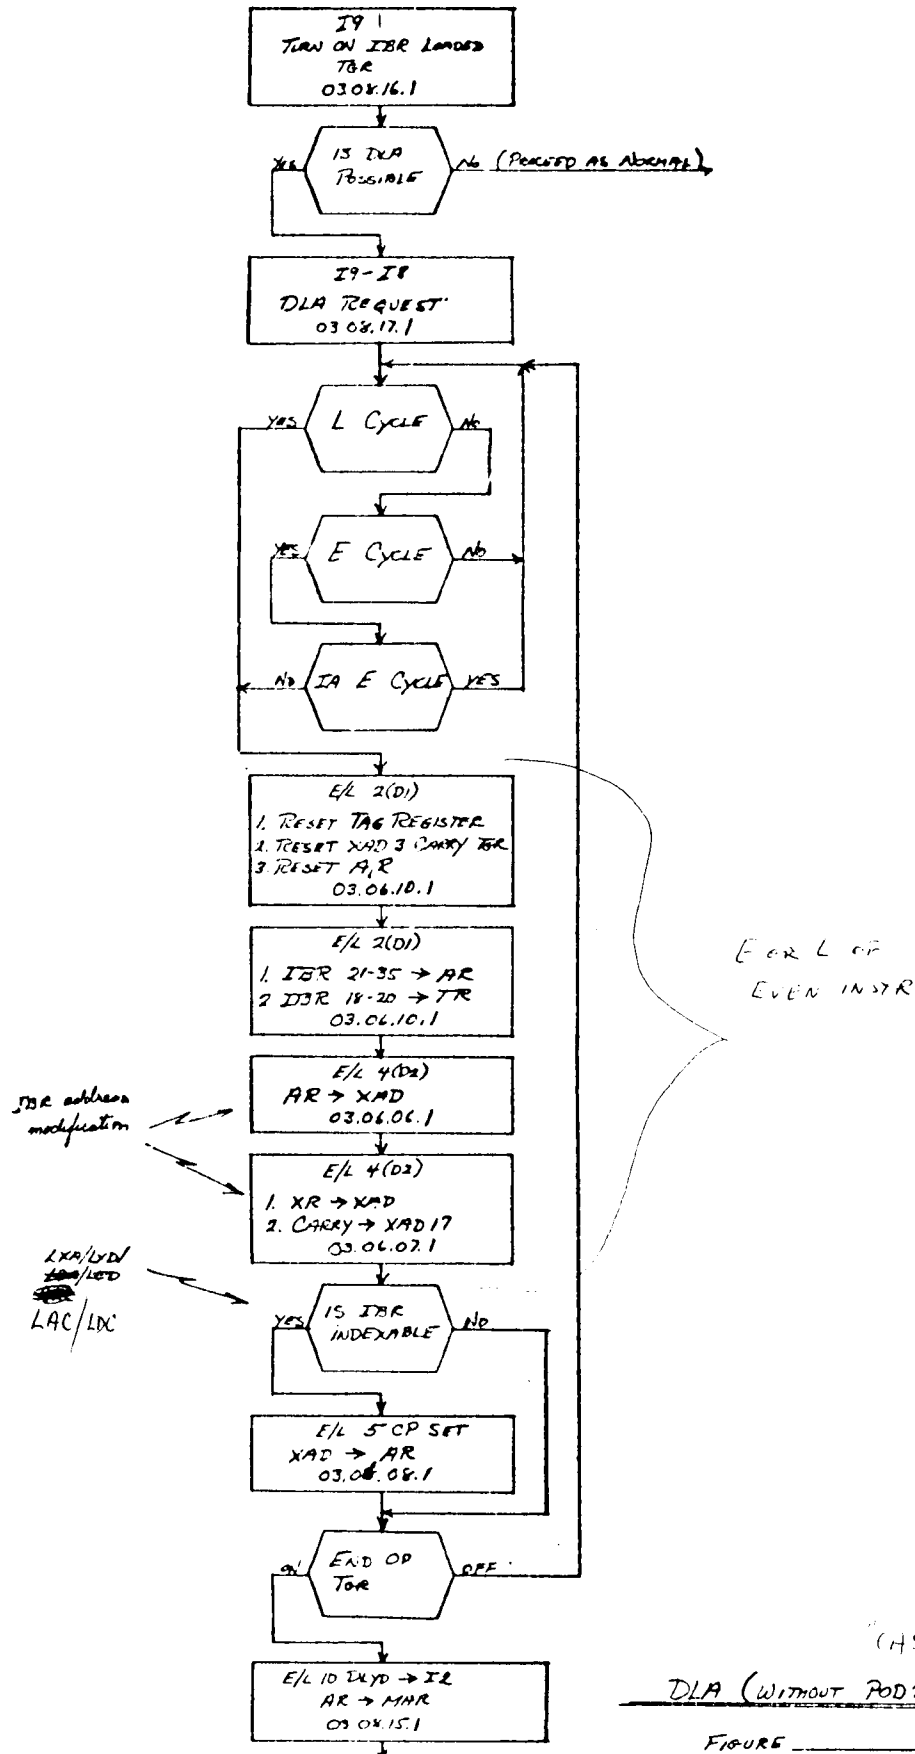 I9 1
TURN ON IBR LOADED
TGR
03.08.16.1
IS DLA
POSSIBLE
YES
NO (PROCEED AS NORMAL)
I9-I8
DLA REQUEST
03.08.17.1
L CYCLE
YES
NO
E CYCLE
YES
NO
IA E CYCLE
NO
YES
E/L 2(D1)
1. RESET TAG REGISTER
2. RESET XAD 3 CARRY TGR
3. RESET AR
03.06.10.1
E/L 2(D1)
1. IBR 21-35 → AR
2 IBR 18-20 → TR
03.06.10.1
E OR L OF
EVEN INSTR
E/L 4(D2)
AR → XAD
03.06.06.1
IBR address
modification
E/L 4(D2)
1. XR → XAD
2. CARRY → XAD 17
03.06.07.1
LXA/LXD/
/LED
LAC/LDC
IS IBR
INDEXABLE
YES
NO
E/L 5 CP SET
XAD → AR
03.06.08.1
END OP
TGR
ON
OFF
E/L 10 DLYD → I2
AR → MAR
03.08.15.1
DLA (WITHOUT POD
FIGURE